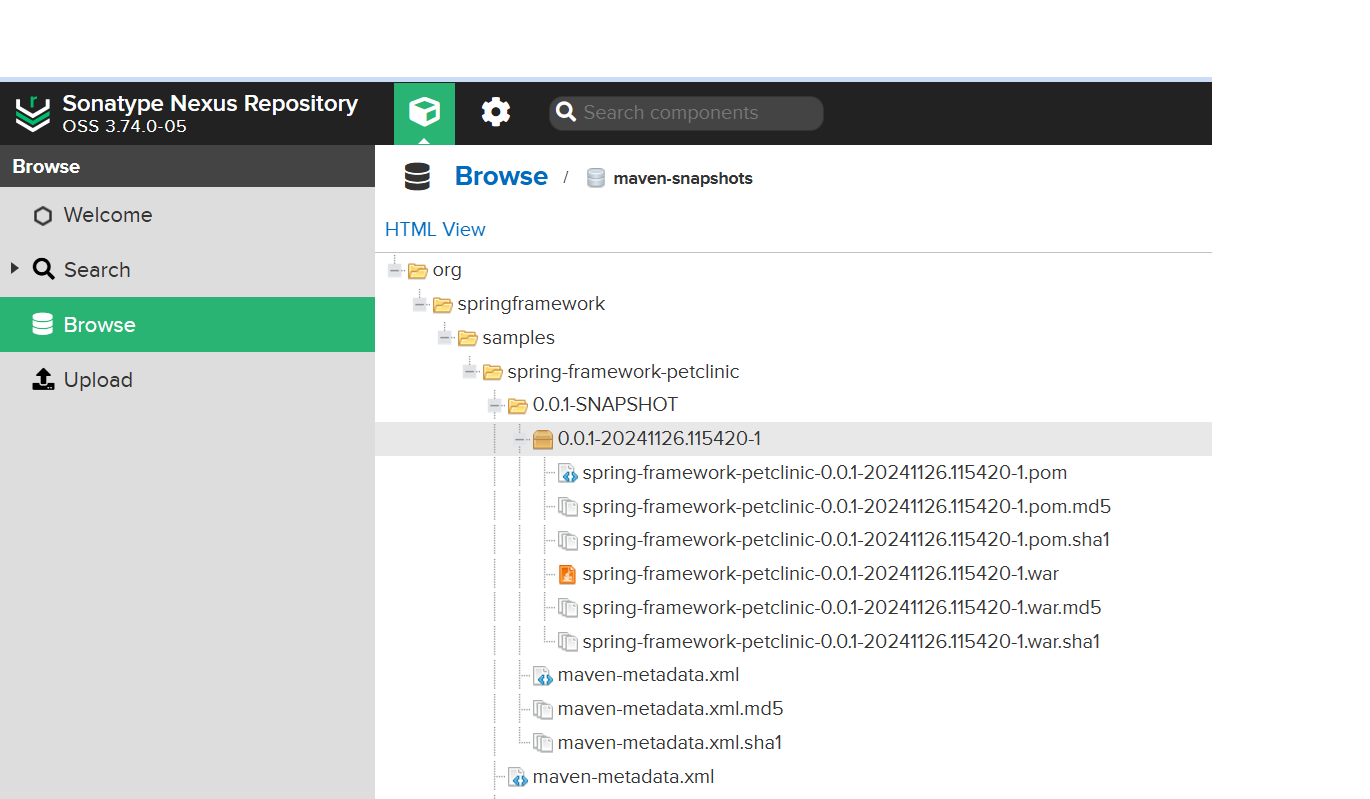 Sonatype Nexus Repository
OSS 3.74.0-05
Search components
Browse
Welcome
Search
Browse
Upload
Browse / maven-snapshots
HTML View
org
springframework
samples
spring-framework-petclinic
0.0.1-SNAPSHOT
0.0.1-20241126.115420-1
spring-framework-petclinic-0.0.1-20241126.115420-1.pom
spring-framework-petclinic-0.0.1-20241126.115420-1.pom.md5
spring-framework-petclinic-0.0.1-20241126.115420-1.pom.sha1
spring-framework-petclinic-0.0.1-20241126.115420-1.war
spring-framework-petclinic-0.0.1-20241126.115420-1.war.md5
spring-framework-petclinic-0.0.1-20241126.115420-1.war.sha1
maven-metadata.xml
maven-metadata.xml.md5
maven-metadata.xml.sha1
maven-metadata.xml